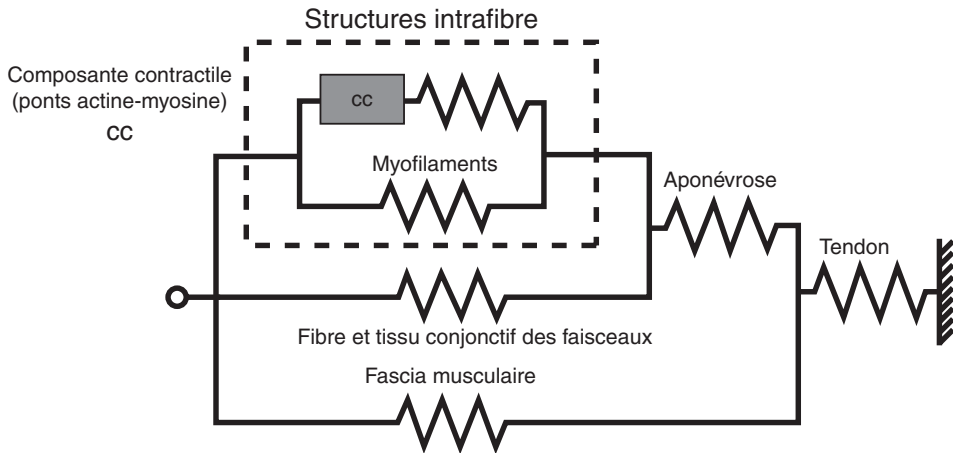 Structures intrafibre
Composante contractile
(ponts actine-myosine)
CC
CC
Myofilaments
Aponévrose
Tendon
Fibre et tissu conjonctif des faisceaux
Fascia musculaire